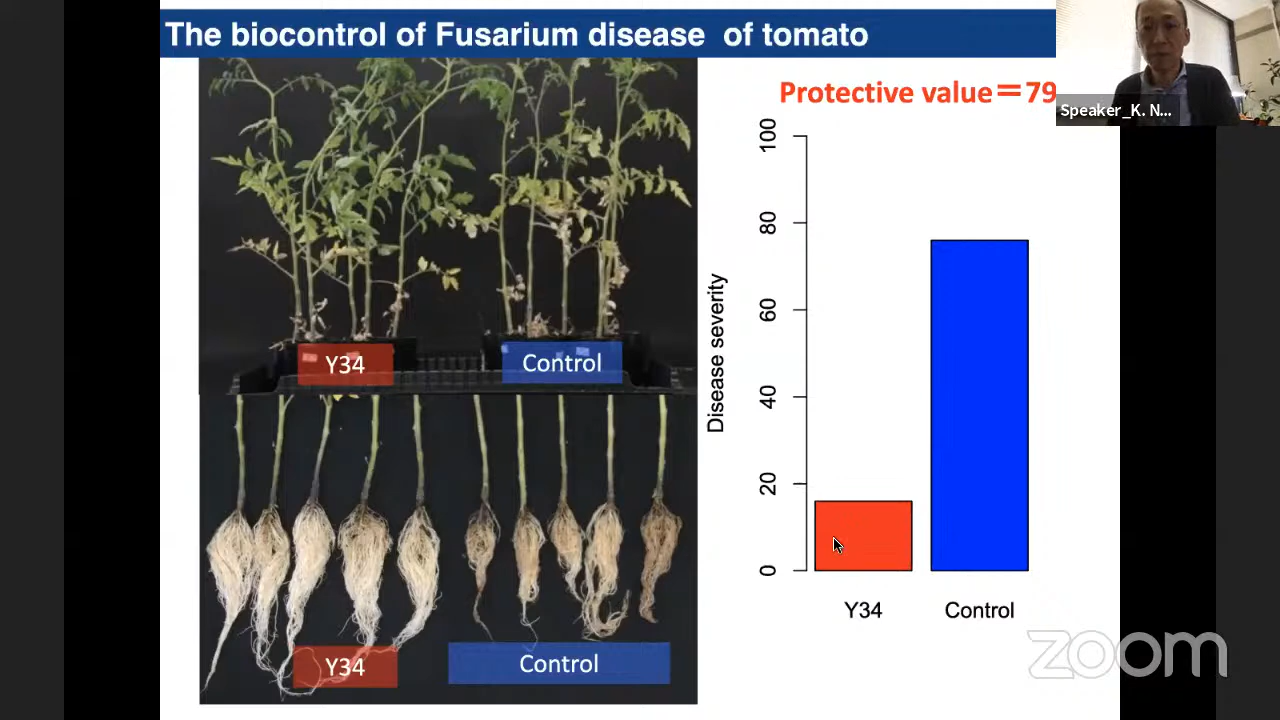 The biocontrol of Fusarium disease of tomato
Protective value＝79
Speaker_K. N...
Y34
Control
Y34
Control
Disease severity
100
80
60
40
20
0
Y34
Control
zoom